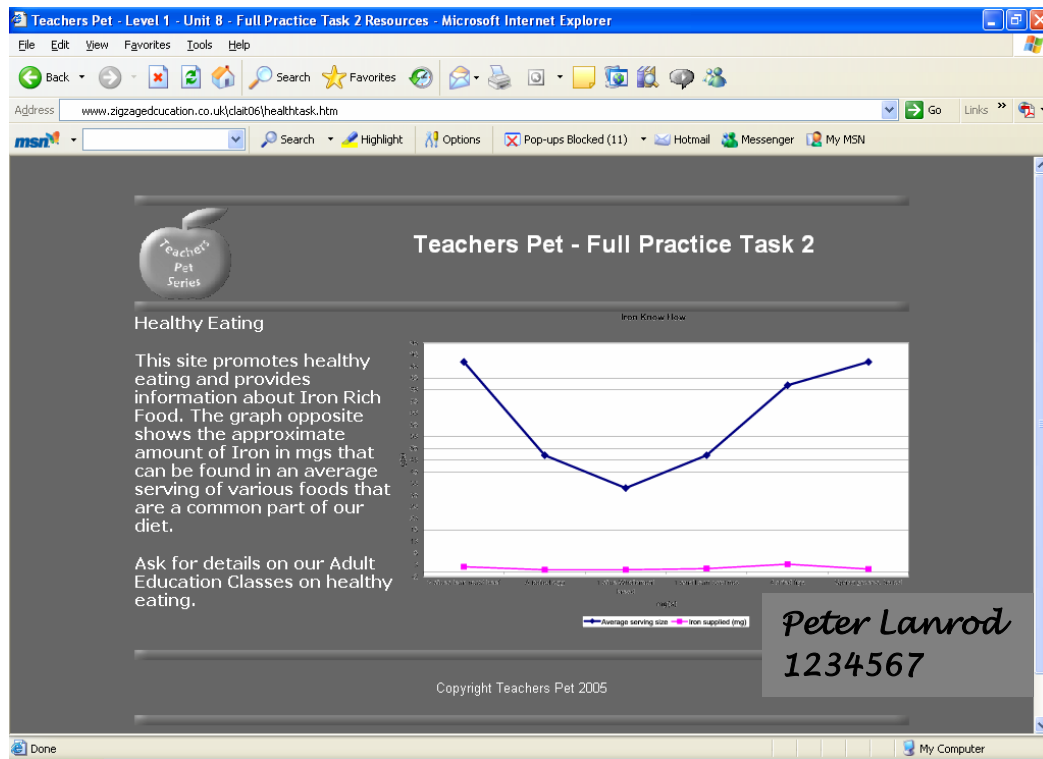 Teachers Pet - Level 1 - Unit 8 - Full Practice Task 2 Resources - Microsoft Internet Explorer
File Edit View Favorites Tools Help
Back Search Favorites
Address www.zigzageducation.co.uk\clait06\healthtask.htm Go Links
msn Search Highlight Options Pop-ups Blocked (11) Hotmail Messenger My MSN
Teacher's
Pet
Series
Teachers Pet - Full Practice Task 2
Healthy Eating
Iron Know How
This site promotes healthy
eating and provides
information about Iron Rich
Food. The graph opposite
shows the approximate
amount of Iron in mgs that
can be found in an average
serving of various foods that
are a common part of our
diet.
Ask for details on our Adult
Education Classes on healthy
eating.
Average serving size Iron supplied (mg)
Peter Lanrod
1234567
Copyright Teachers Pet 2005
Done My Computer